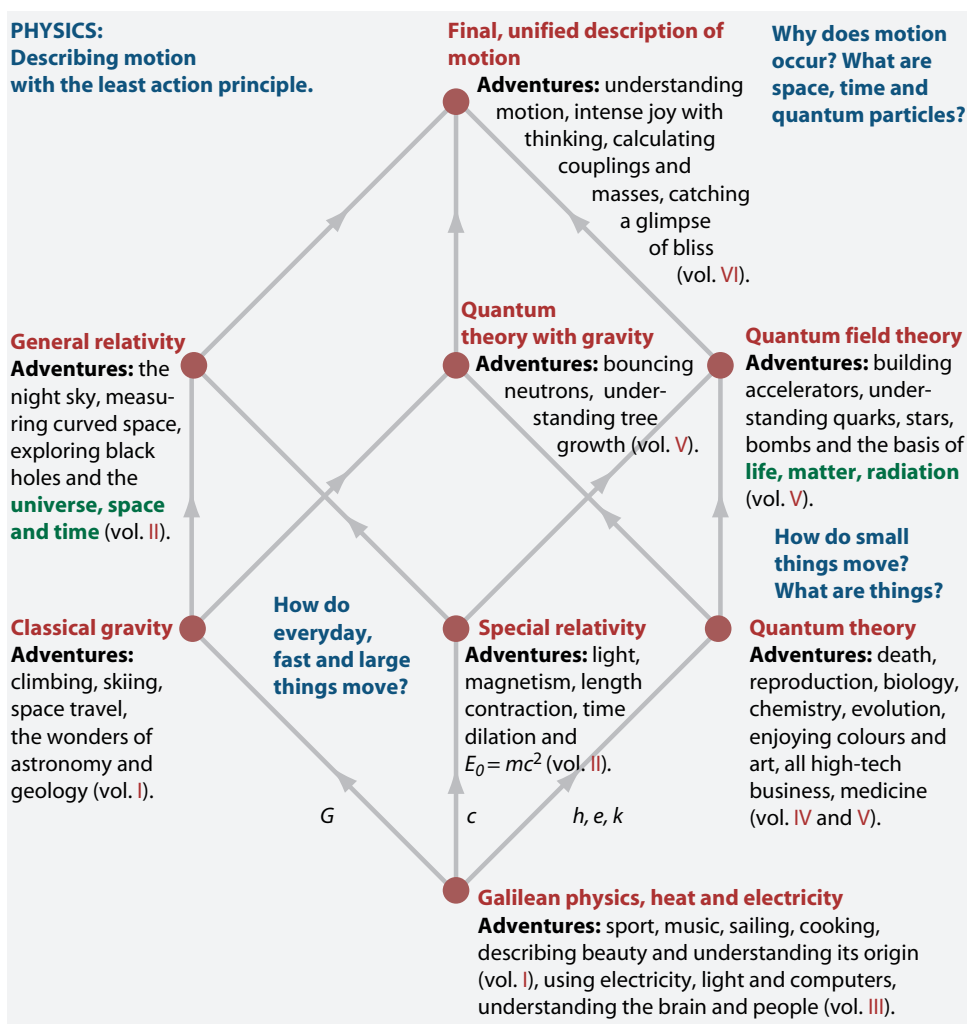 PHYSICS:
Describing motion
with the least action principle.
Final, unified description of
motion
Adventures: understanding
motion, intense joy with
thinking, calculating
couplings and
masses, catching
a glimpse
of bliss
(vol. VI).
Why does motion
occur? What are
space, time and
quantum particles?
General relativity
Adventures: the
night sky, measu-
ring curved space,
exploring black
holes and the
universe, space
and time (vol. II).
Quantum
theory with gravity
Adventures: bouncing
neutrons, under-
standing tree
growth (vol. V).
Quantum field theory
Adventures: building
accelerators, under-
standing quarks, stars,
bombs and the basis of
life, matter, radiation
(vol. V).
How do small
things move?
What are things?
Classical gravity
Adventures:
climbing, skiing,
space travel,
the wonders of
astronomy and
geology (vol. I).
How do
everyday,
fast and large
things move?
Special relativity
Adventures: light,
magnetism, length
contraction, time
dilation and
E₀ = mc² (vol. II).
Quantum theory
Adventures: death,
reproduction, biology,
chemistry, evolution,
enjoying colours and
art, all high-tech
business, medicine
(vol. IV and V).
G
c
h, e, k
Galilean physics, heat and electricity
Adventures: sport, music, sailing, cooking,
describing beauty and understanding its origin
(vol. I), using electricity, light and computers,
understanding the brain and people (vol. III).